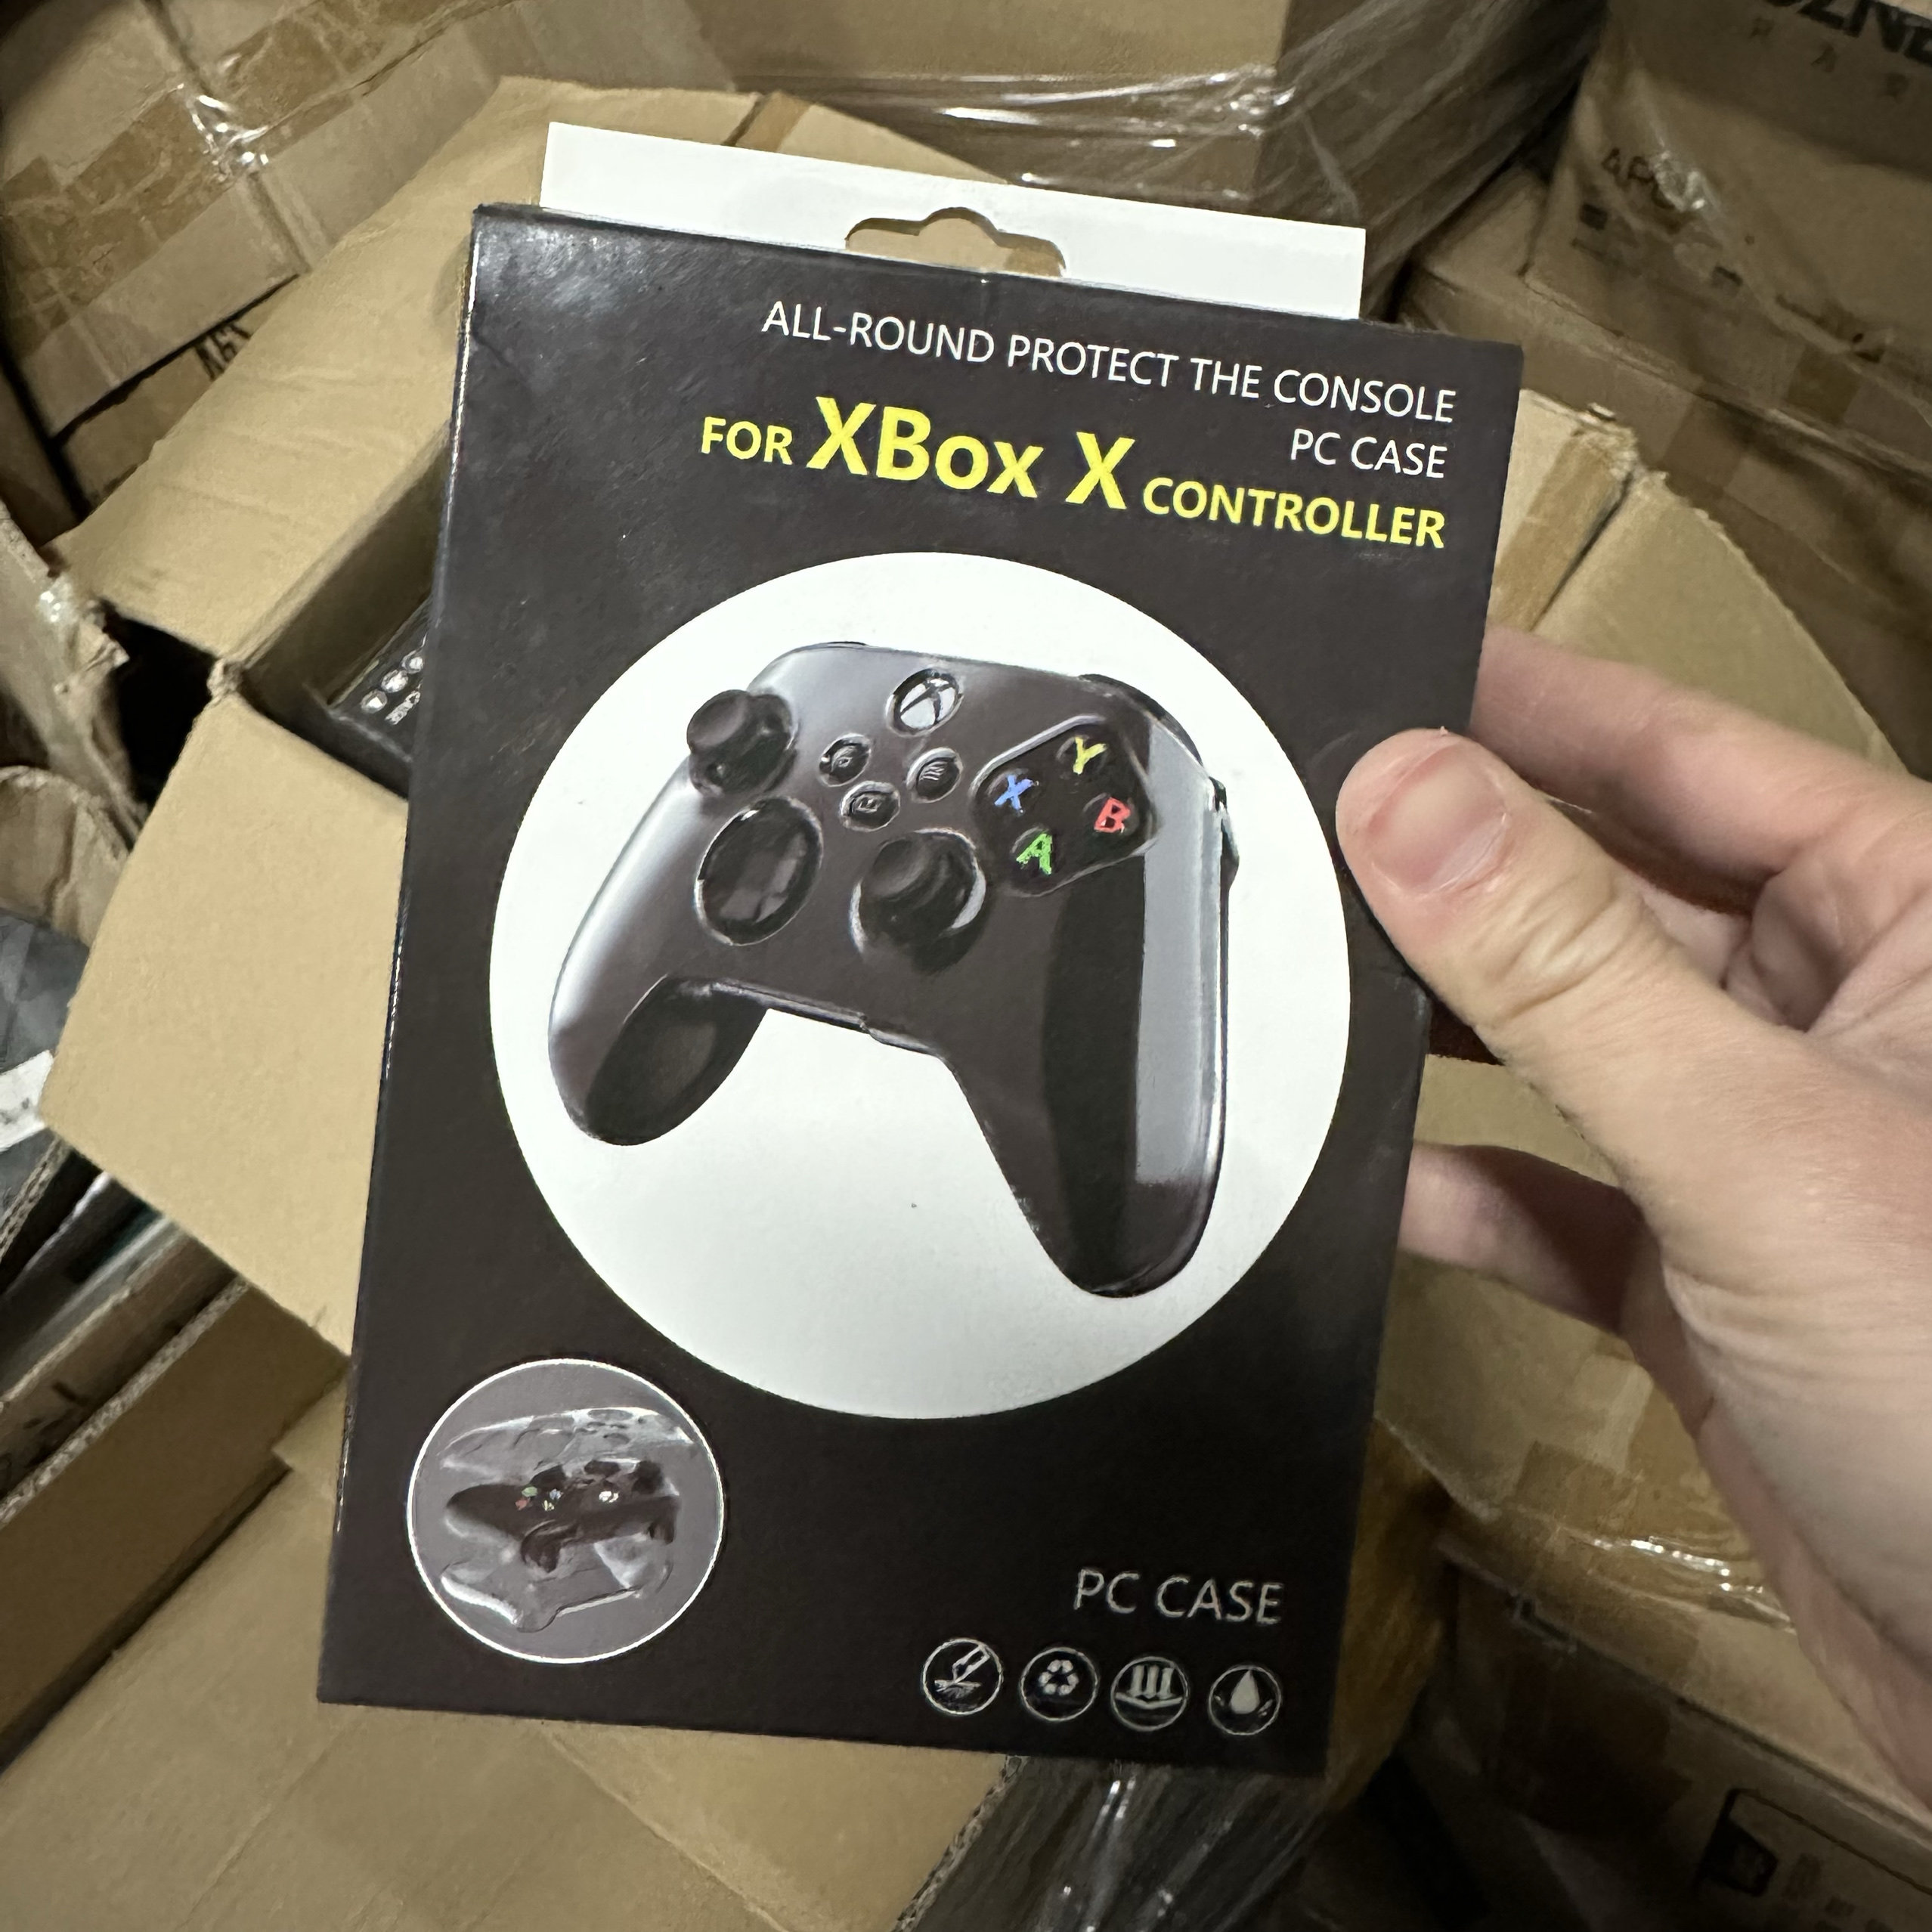 ALL-ROUND PROTECT THE CONSOLE
PC CASE
FOR XBox X CONTROLLER
Y
X
B
A
PC CASE